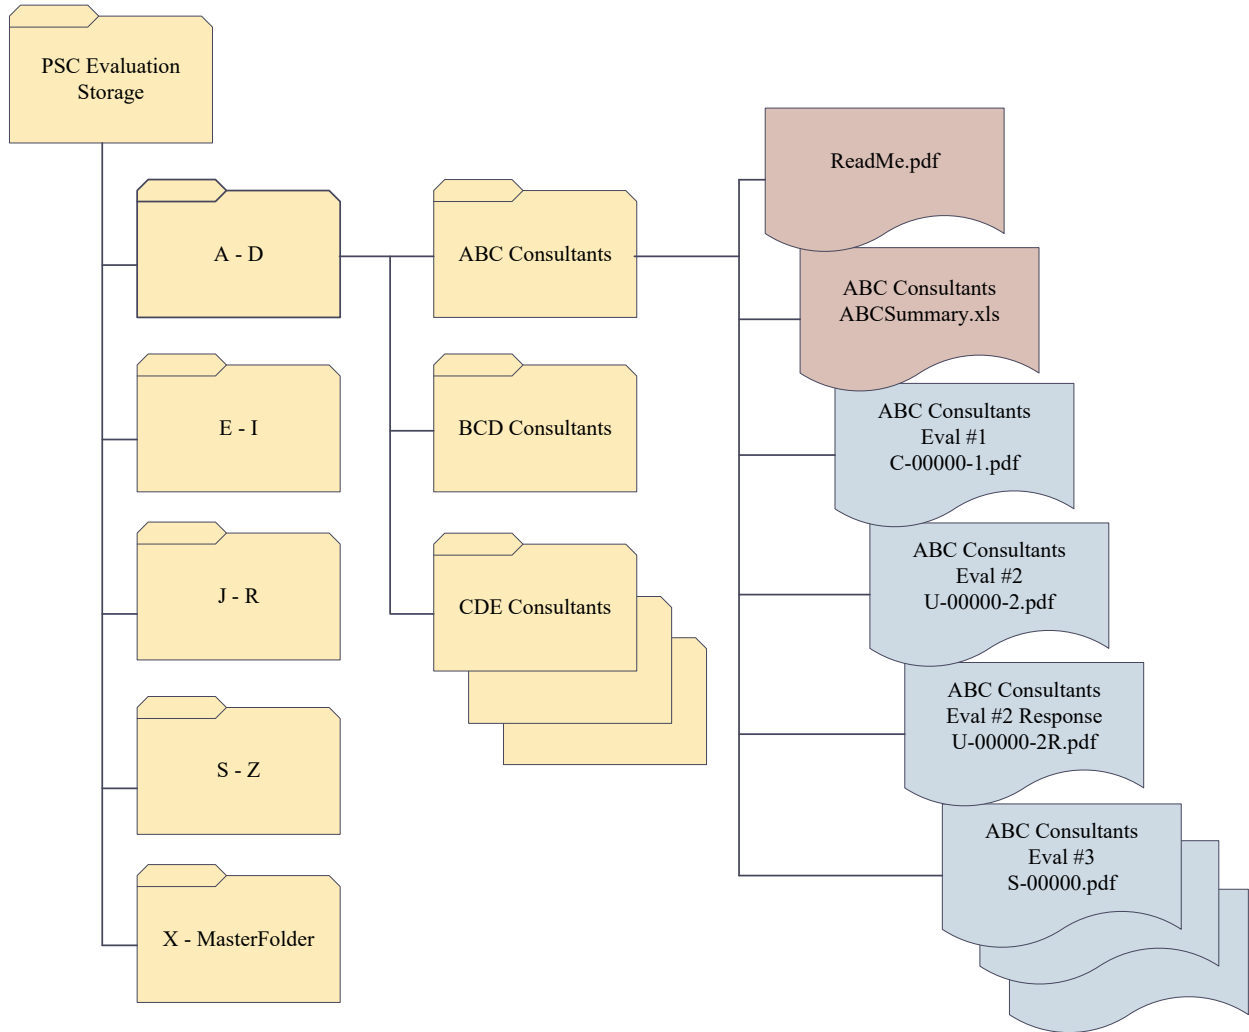 PSC Evaluation
Storage
A - D
E - I
J - R
S - Z
X - MasterFolder
ABC Consultants
BCD Consultants
CDE Consultants
ReadMe.pdf
ABC Consultants
ABCSummary.xls
ABC Consultants
Eval #1
C-00000-1.pdf
ABC Consultants
Eval #2
U-00000-2.pdf
ABC Consultants
Eval #2 Response
U-00000-2R.pdf
ABC Consultants
Eval #3
S-00000.pdf